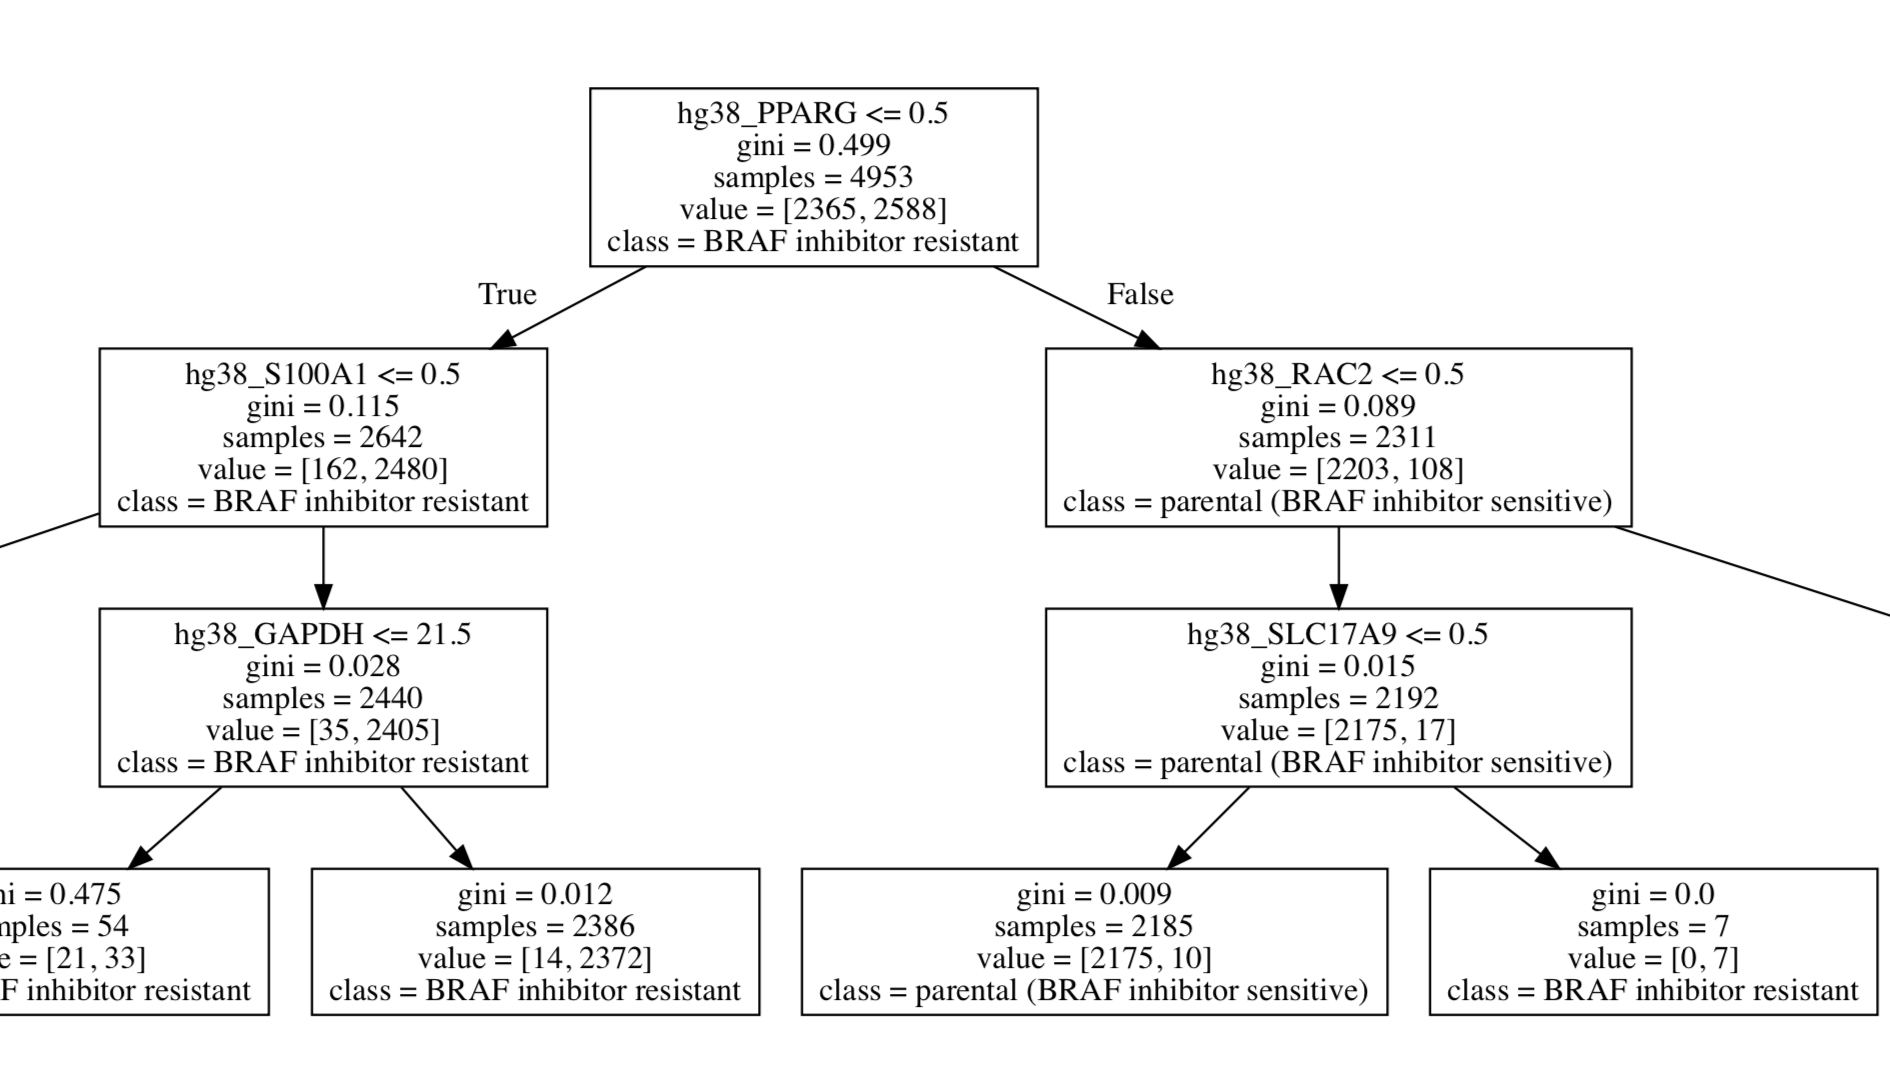 hg38_PPARG <= 0.5
gini = 0.499
samples = 4953
value = [2365, 2588]
class = BRAF inhibitor resistant
True
False
hg38_S100A1 <= 0.5
gini = 0.115
samples = 2642
value = [162, 2480]
class = BRAF inhibitor resistant
hg38_RAC2 <= 0.5
gini = 0.089
samples = 2311
value = [2203, 108]
class = parental (BRAF inhibitor sensitive)
hg38_GAPDH <= 21.5
gini = 0.028
samples = 2440
value = [35, 2405]
class = BRAF inhibitor resistant
hg38_SLC17A9 <= 0.5
gini = 0.015
samples = 2192
value = [2175, 17]
class = parental (BRAF inhibitor sensitive)
= 0.475
= 54
= [21, 33]
inhibitor resistant
gini = 0.012
samples = 2386
value = [14, 2372]
class = BRAF inhibitor resistant
gini = 0.009
samples = 2185
value = [2175, 10]
class = parental (BRAF inhibitor sensitive)
gini = 0.0
samples = 7
value = [0, 7]
class = BRAF inhibitor resistant